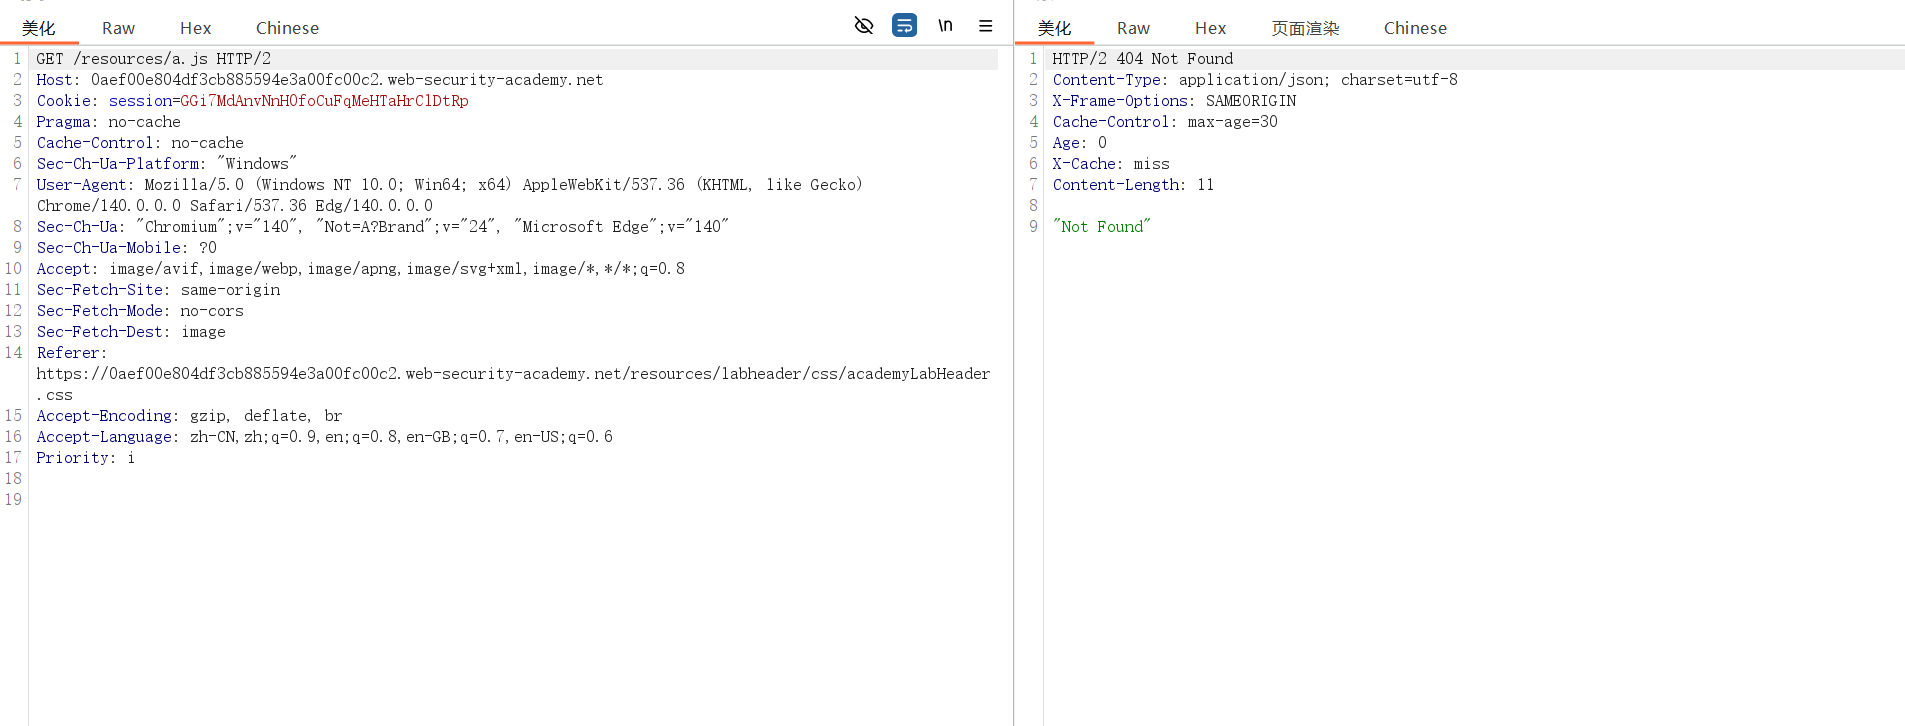 美化 Raw Hex Chinese \n
1 GET /resources/a.js HTTP/2
2 Host: 0aef00e804df3cb885594e3a00fc00c2.web-security-academy.net
3 Cookie: session=GGi7MdAnvNnH0foCuFqMeHTaHrClDtRp
4 Pragma: no-cache
5 Cache-Control: no-cache
6 Sec-Ch-Ua-Platform: "Windows"
7 User-Agent: Mozilla/5.0 (Windows NT 10.0; Win64; x64) AppleWebKit/537.36 (KHTML, like Gecko)
Chrome/140.0.0.0 Safari/537.36 Edg/140.0.0.0
8 Sec-Ch-Ua: "Chromium";v="140", "Not=A?Brand";v="24", "Microsoft Edge";v="140"
9 Sec-Ch-Ua-Mobile: ?0
10 Accept: image/avif,image/webp,image/apng,image/svg+xml,image/*,*/*;q=0.8
11 Sec-Fetch-Site: same-origin
12 Sec-Fetch-Mode: no-cors
13 Sec-Fetch-Dest: image
14 Referer:
https://0aef00e804df3cb885594e3a00fc00c2.web-security-academy.net/resources/labheader/css/academyLabHeader
.css
15 Accept-Encoding: gzip, deflate, br
16 Accept-Language: zh-CN,zh;q=0.9,en;q=0.8,en-GB;q=0.7,en-US;q=0.6
17 Priority: i
18
19
美化 Raw Hex 页面渲染 Chinese
1 HTTP/2 404 Not Found
2 Content-Type: application/json; charset=utf-8
3 X-Frame-Options: SAMEORIGIN
4 Cache-Control: max-age=30
5 Age: 0
6 X-Cache: miss
7 Content-Length: 11
8
9 "Not Found"